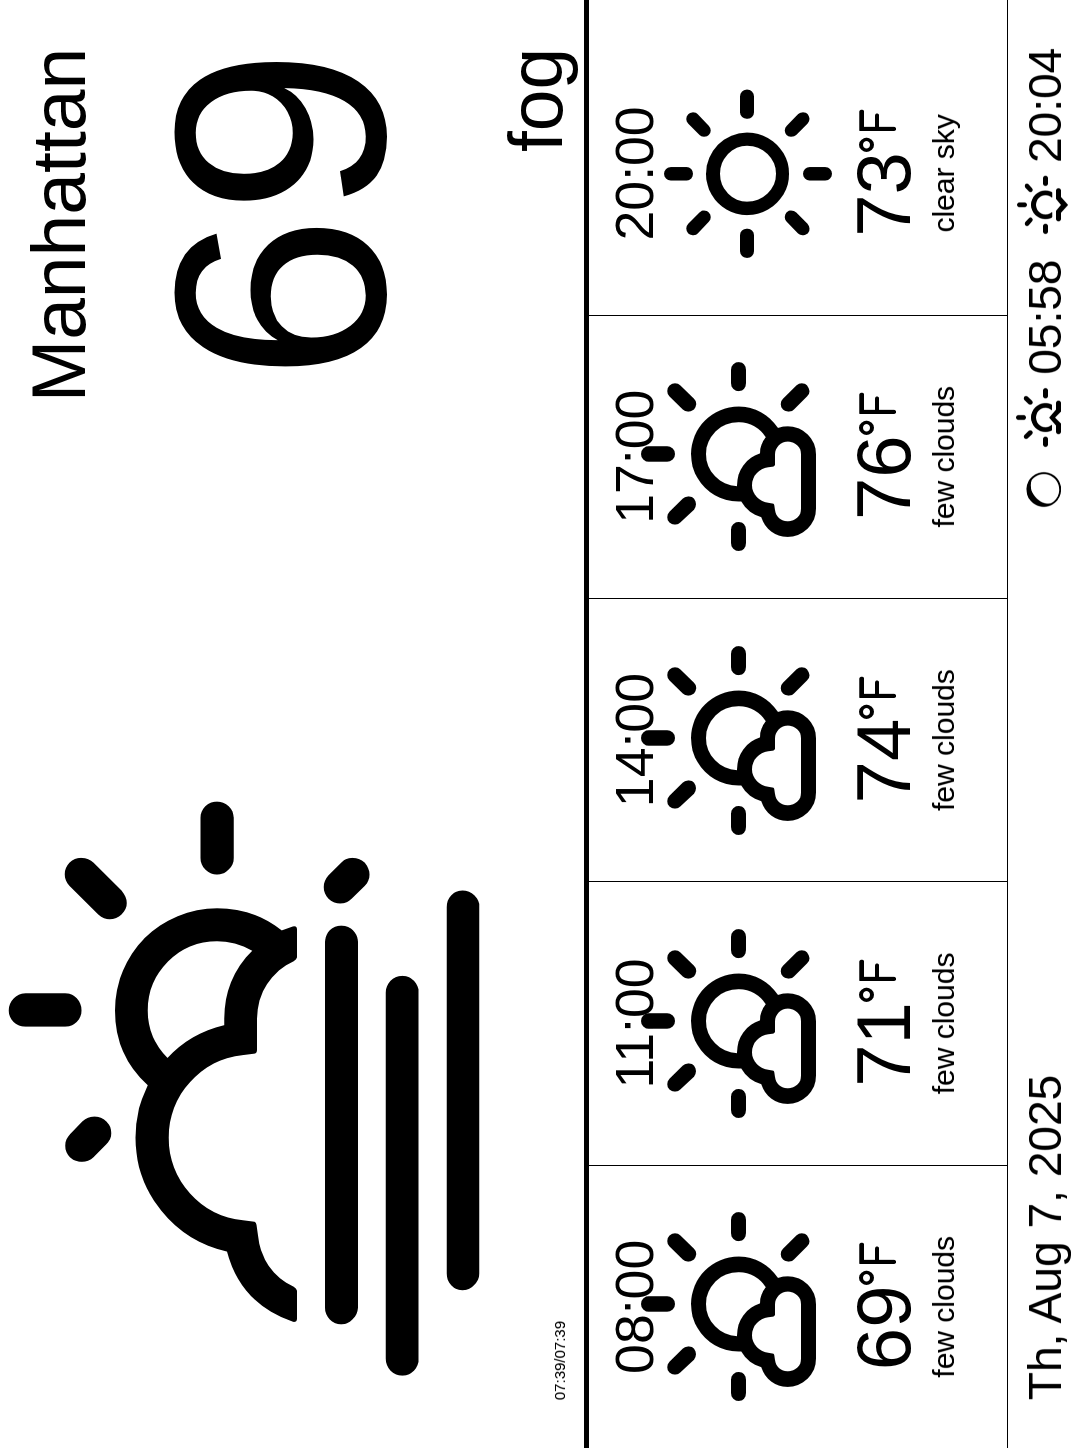 Manhattan
69
fog
07:39/07:39
08:00
69°F
few clouds
11:00
71°F
few clouds
14:00
74°F
few clouds
17:00
76°F
few clouds
20:00
73°F
clear sky
Th, Aug 7, 2025
05:58
20:04